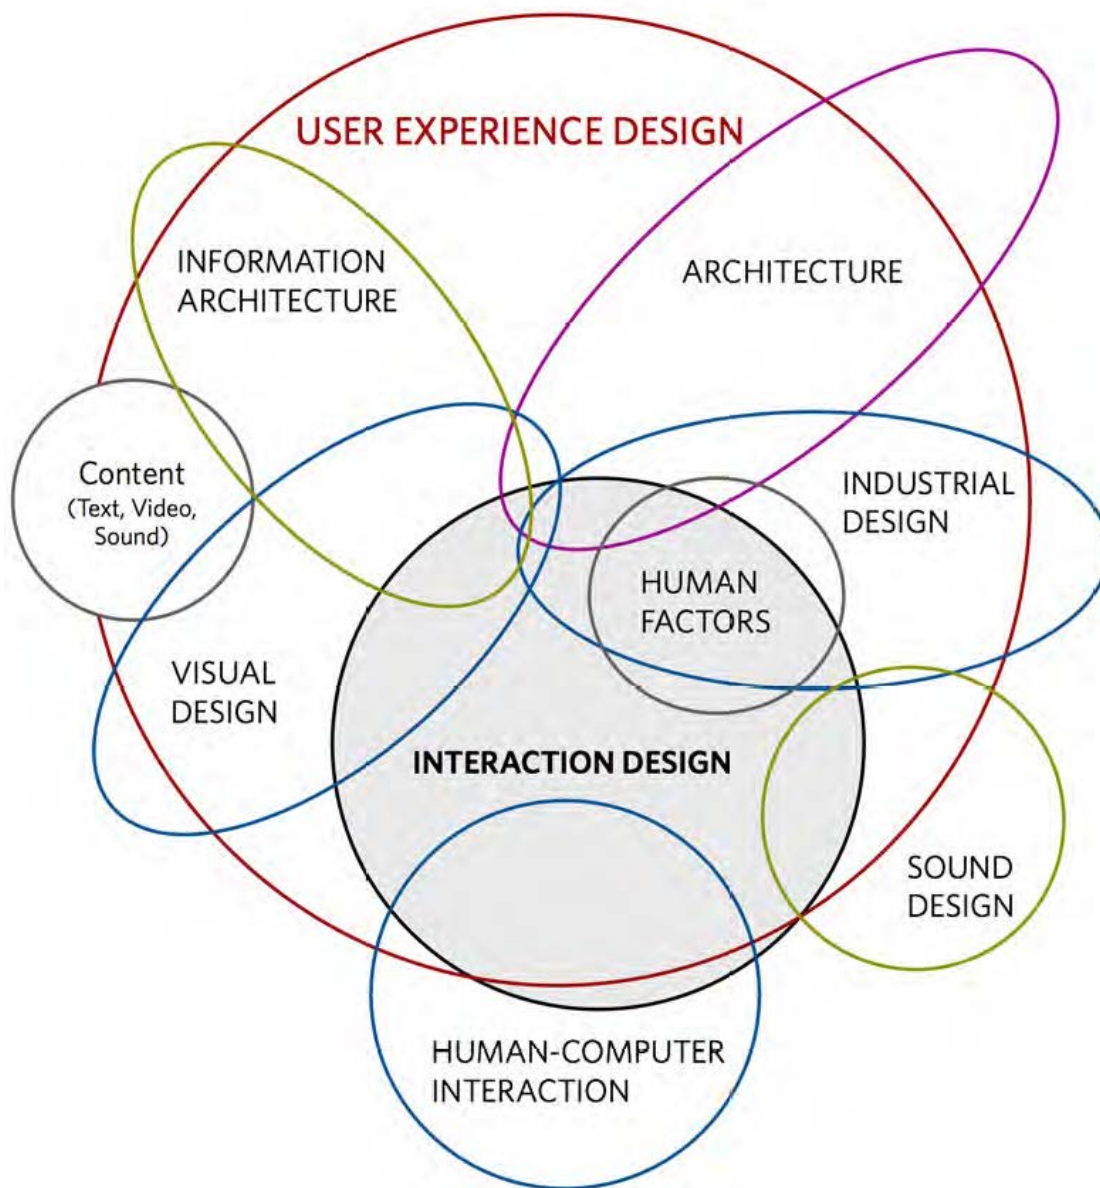 USER EXPERIENCE DESIGN
INFORMATION
ARCHITECTURE
ARCHITECTURE
Content
(Text, Video,
Sound)
INDUSTRIAL
DESIGN
HUMAN
FACTORS
VISUAL
DESIGN
INTERACTION DESIGN
SOUND
DESIGN
HUMAN-COMPUTER
INTERACTION